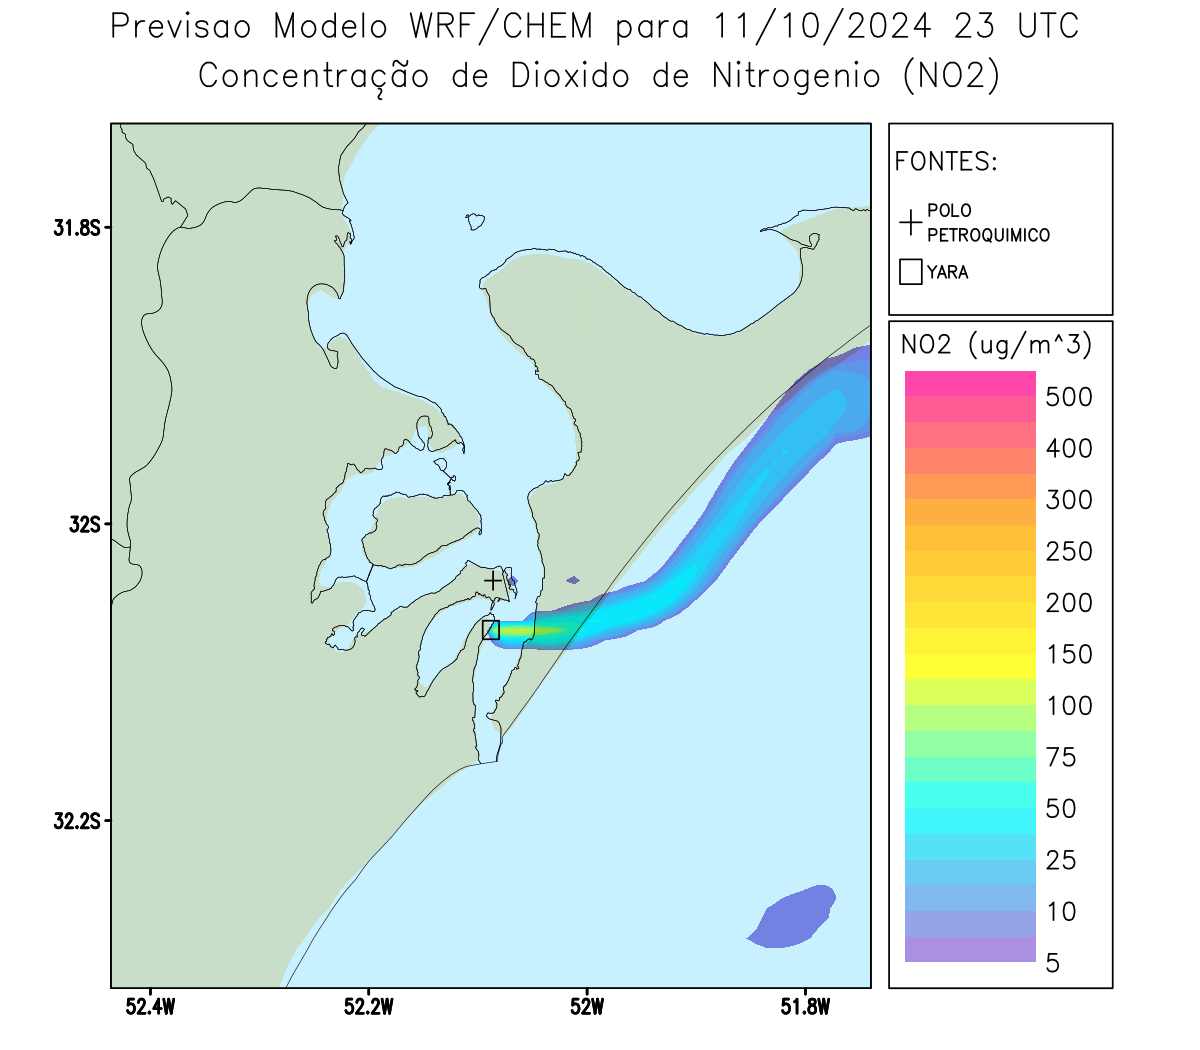 Previsao Modelo WRF/CHEM para 11/10/2024 23 UTC
Concentração de Dioxido de Nitrogenio (NO2)
FONTES:
POLO
PETROQUIMICO
YARA
31.8S
32S
32.2S
52.4W
52.2W
52W
51.8W
NO2 (ug/m^3)
500
400
300
250
200
150
100
75
50
25
10
5